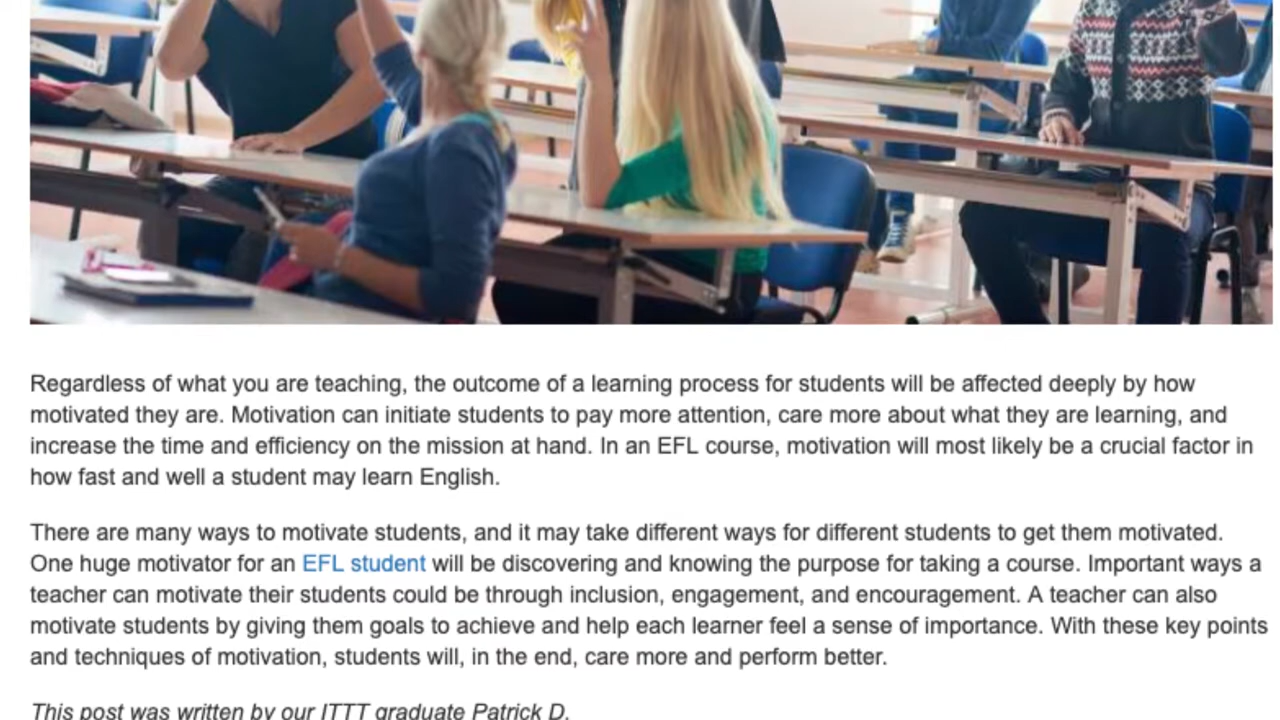 Regardless of what you are teaching, the outcome of a learning process for students will be affected deeply by how
motivated they are. Motivation can initiate students to pay more attention, care more about what they are learning, and
increase the time and efficiency on the mission at hand. In an EFL course, motivation will most likely be a crucial factor in
how fast and well a student may learn English.
There are many ways to motivate students, and it may take different ways for different students to get them motivated.
One huge motivator for an EFL student will be discovering and knowing the purpose for taking a course. Important ways a
teacher can motivate their students could be through inclusion, engagement, and encouragement. A teacher can also
motivate students by giving them goals to achieve and help each learner feel a sense of importance. With these key points
and techniques of motivation, students will, in the end, care more and perform better.
This post was written by our ITTT graduate Patrick D.